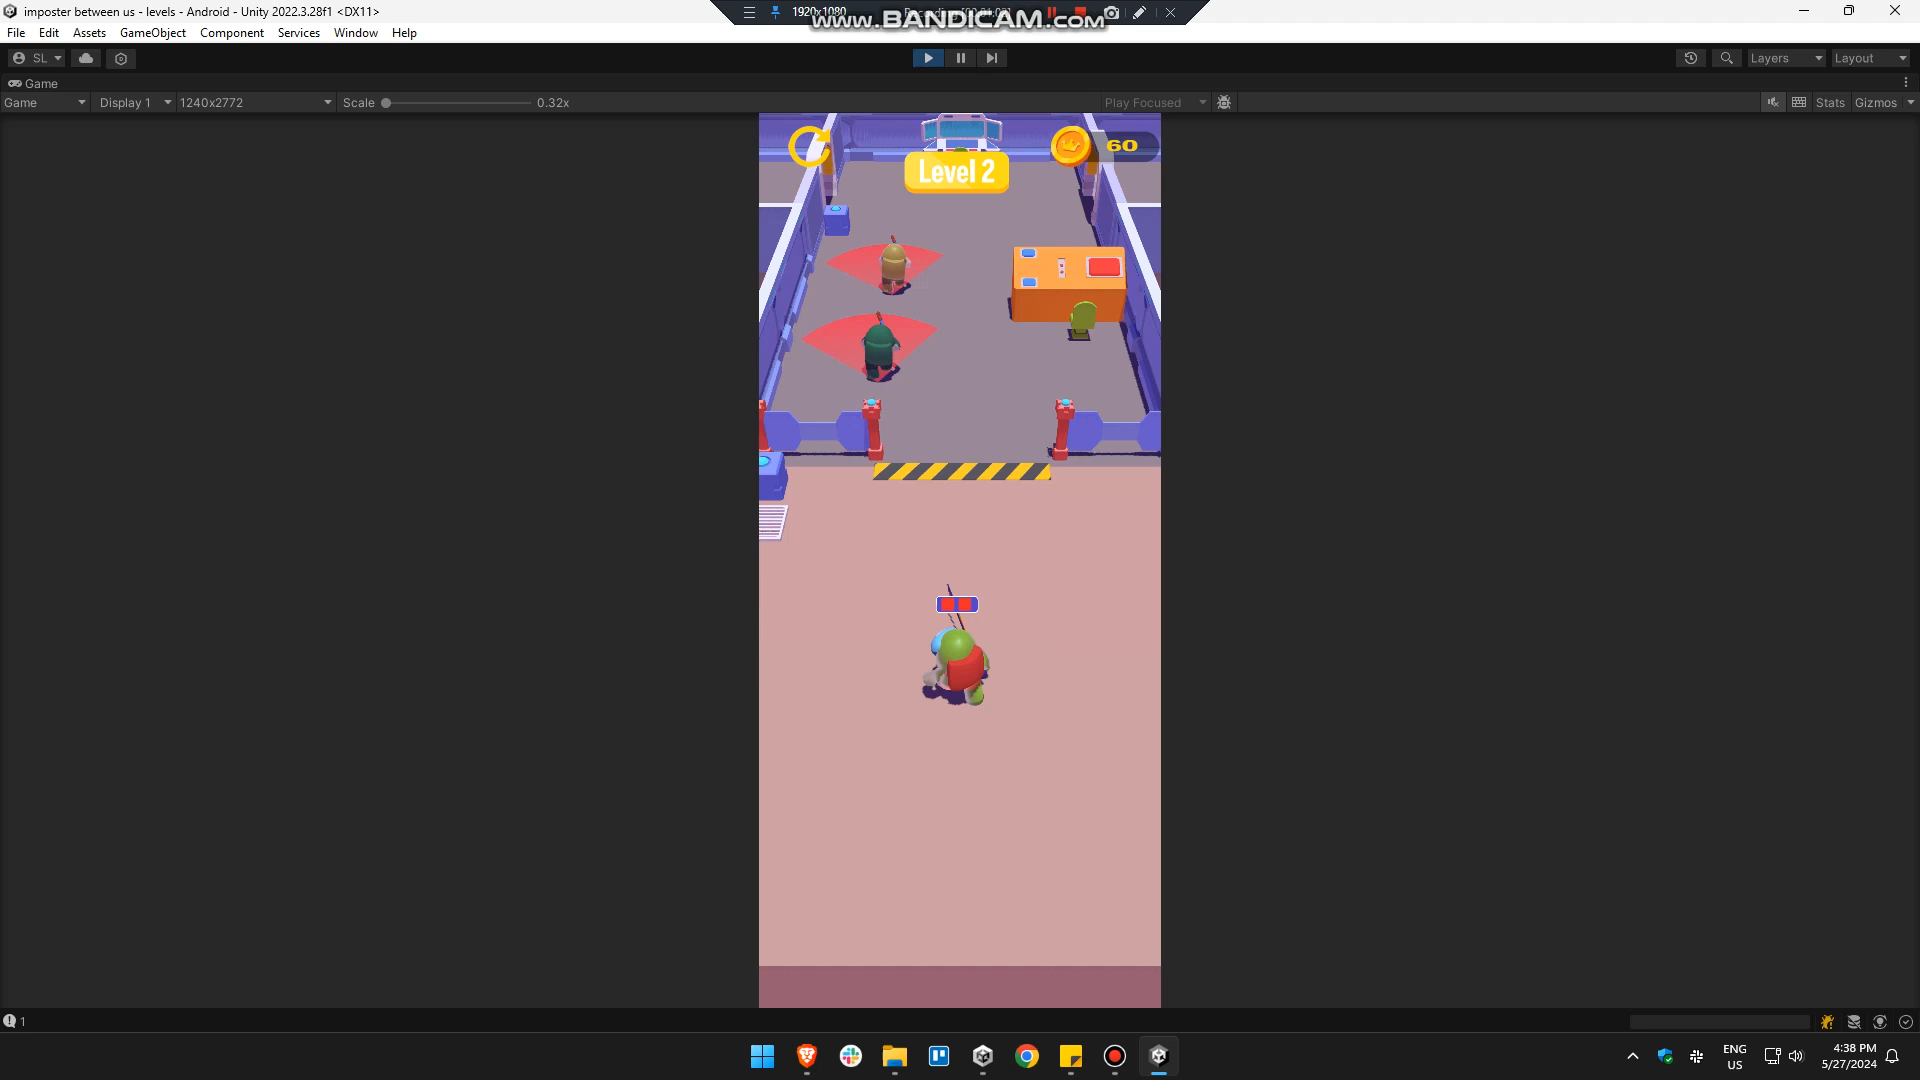 imposter between us - levels - Android - Unity 2022.3.28f1 <DX11>
1920x1080
www.BANDICAM.com
File Edit Assets GameObject Component Services Window Help
SL
Layers
Layout
Game
Game
Display 1
1240x2772
Scale
0.32x
Play Focused
Stats
Gizmos
60
Level 2
1
ENG
US
4:38 PM
5/27/2024